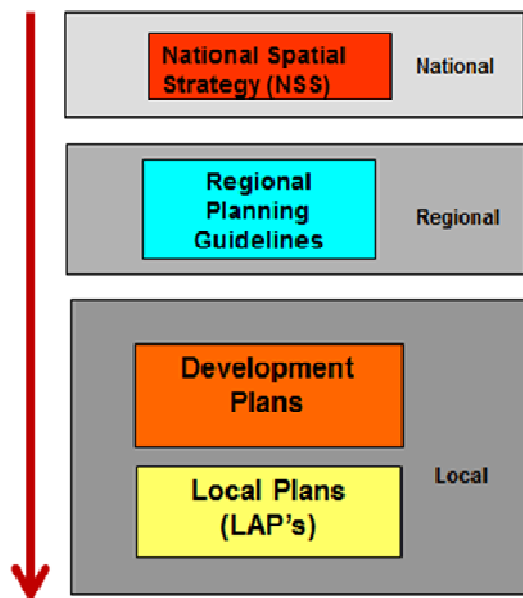 National Spatial
Strategy (NSS)
National
Regional
Planning
Guidelines
Regional
Development
Plans
Local Plans
(LAP's)
Local